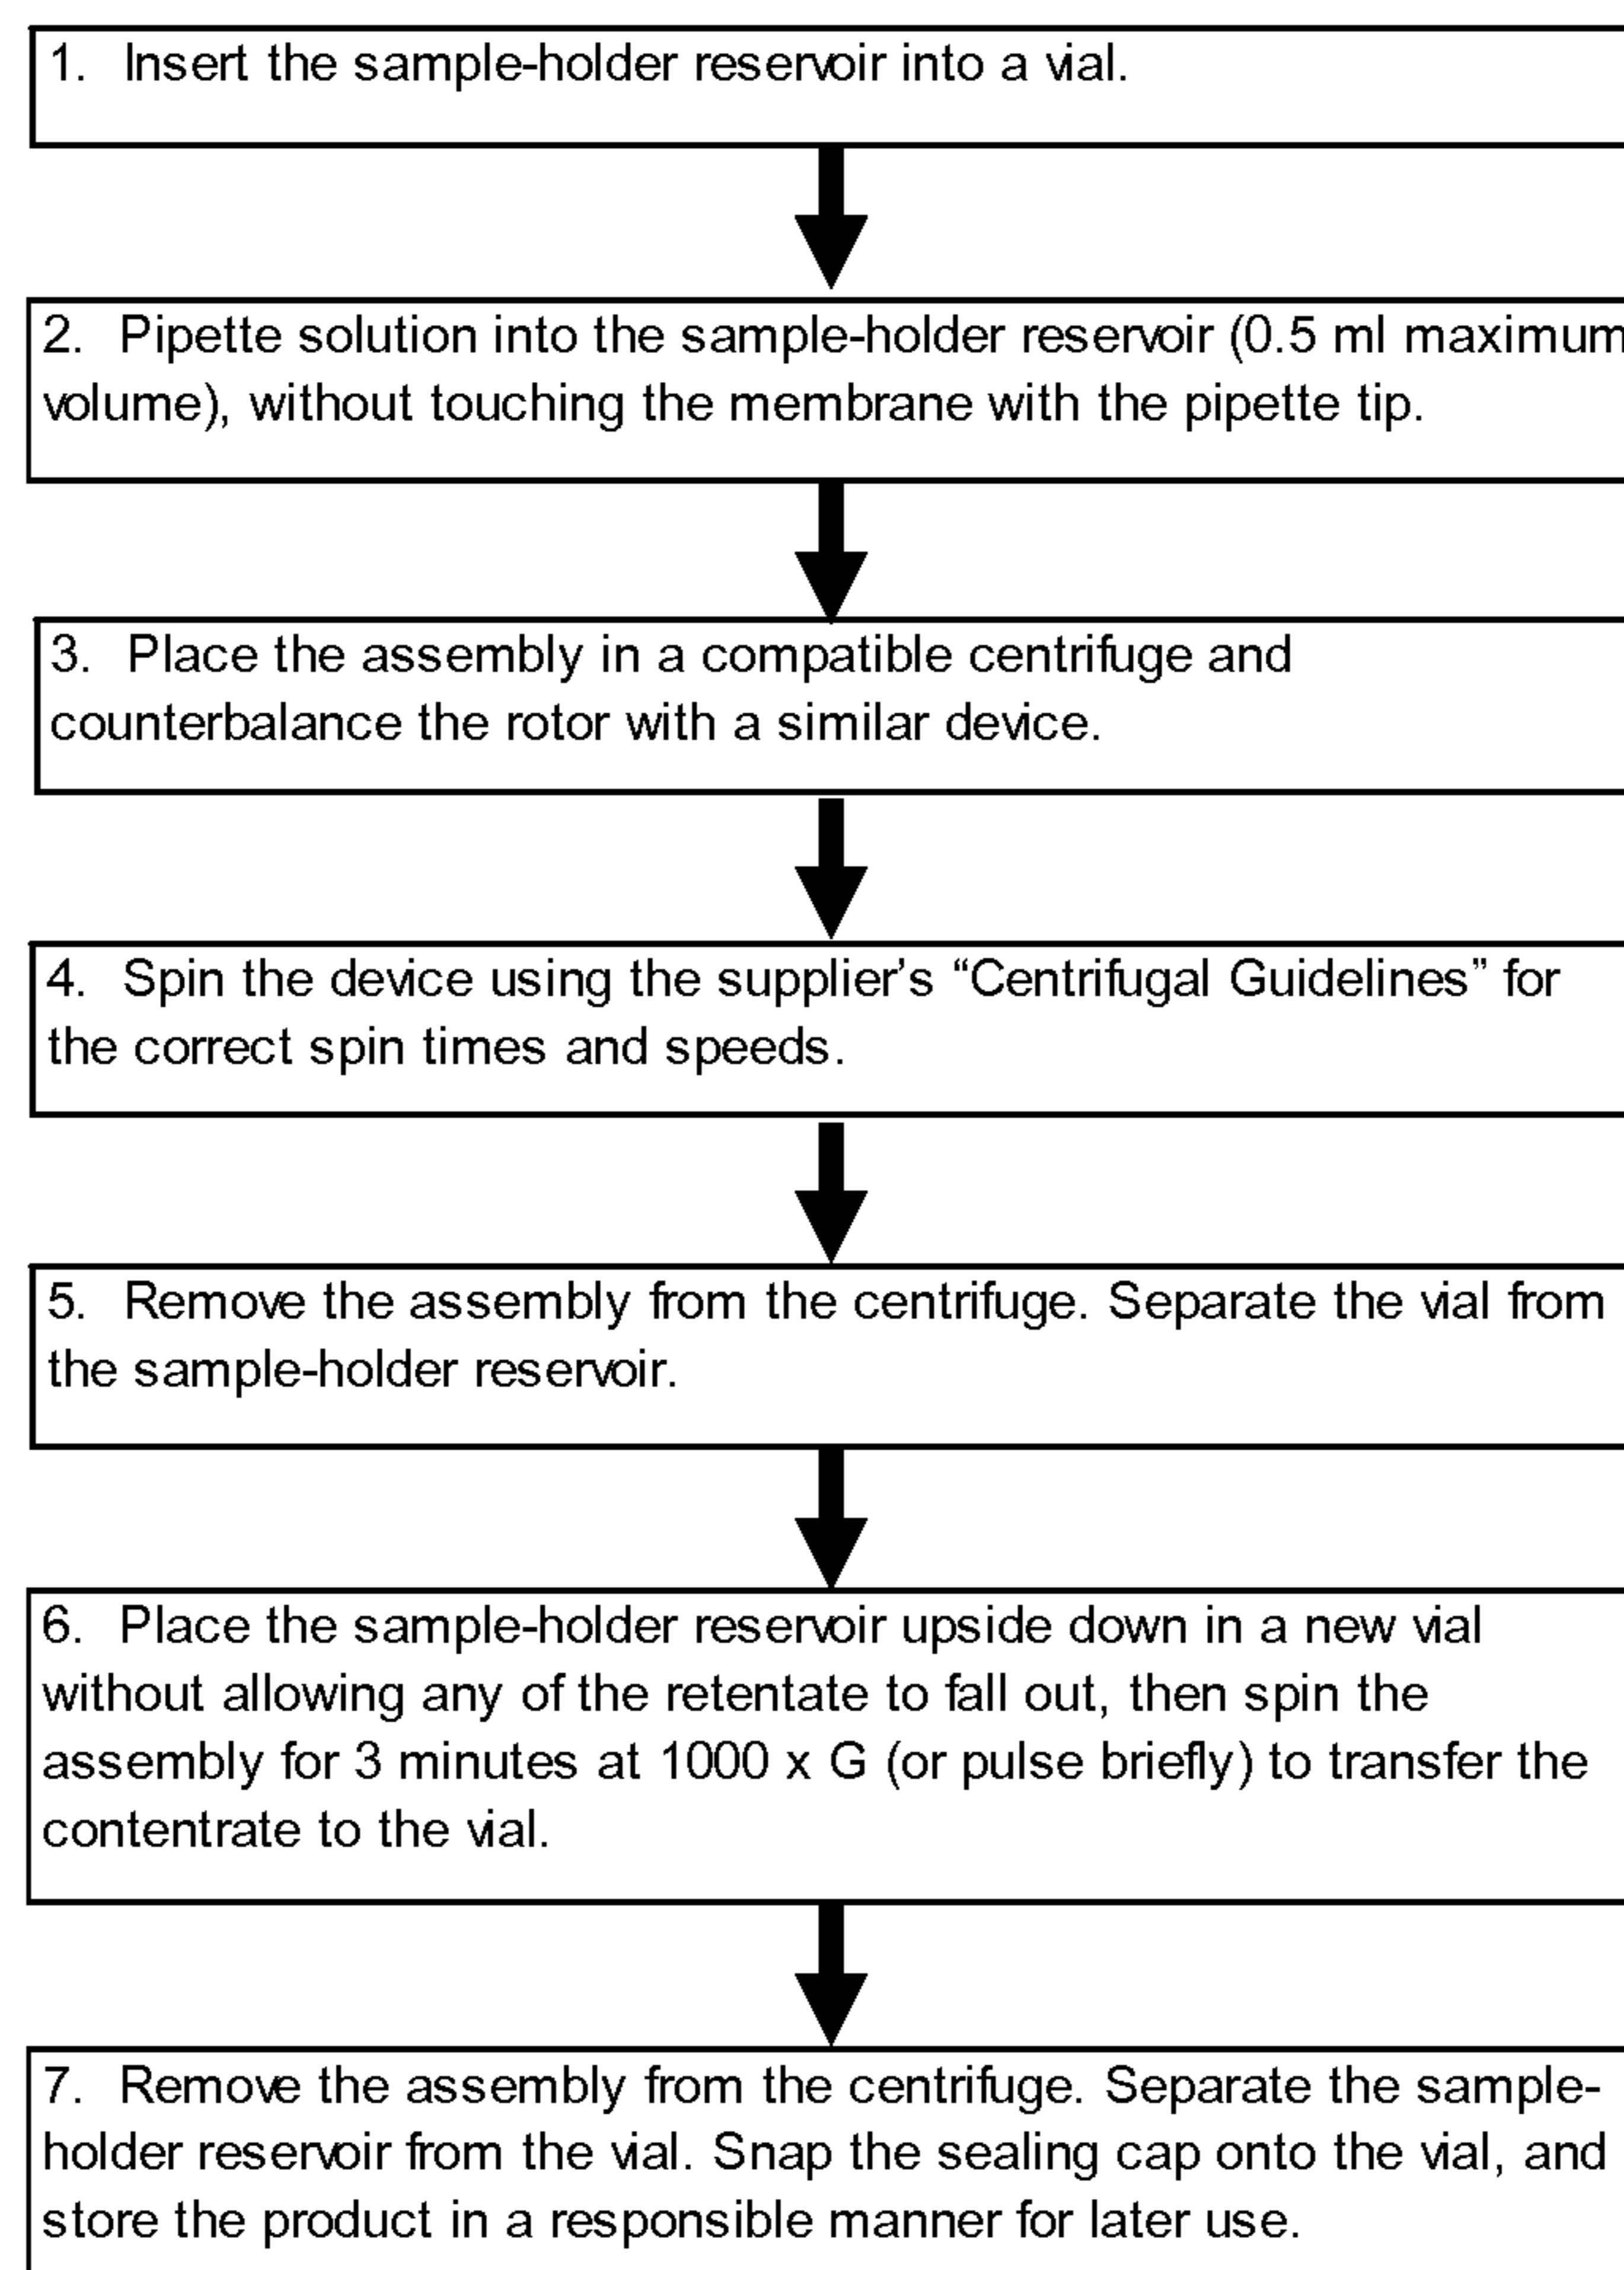 1. Insert the sample-holder reservoir into a vial.
2. Pipette solution into the sample-holder reservoir (0.5 ml maximum
volume), without touching the membrane with the pipette tip.
3. Place the assembly in a compatible centrifuge and
counterbalance the rotor with a similar device.
4. Spin the device using the supplier’s “Centrifugal Guidelines” for
the correct spin times and speeds.
5. Remove the assembly from the centrifuge. Separate the vial from
the sample-holder reservoir.
6. Place the sample-holder reservoir upside down in a new vial
without allowing any of the retentate to fall out, then spin the
assembly for 3 minutes at 1000 x G (or pulse briefly) to transfer the
contentrate to the vial.
7. Remove the assembly from the centrifuge. Separate the sample-
holder reservoir from the vial. Snap the sealing cap onto the vial, and
store the product in a responsible manner for later use.